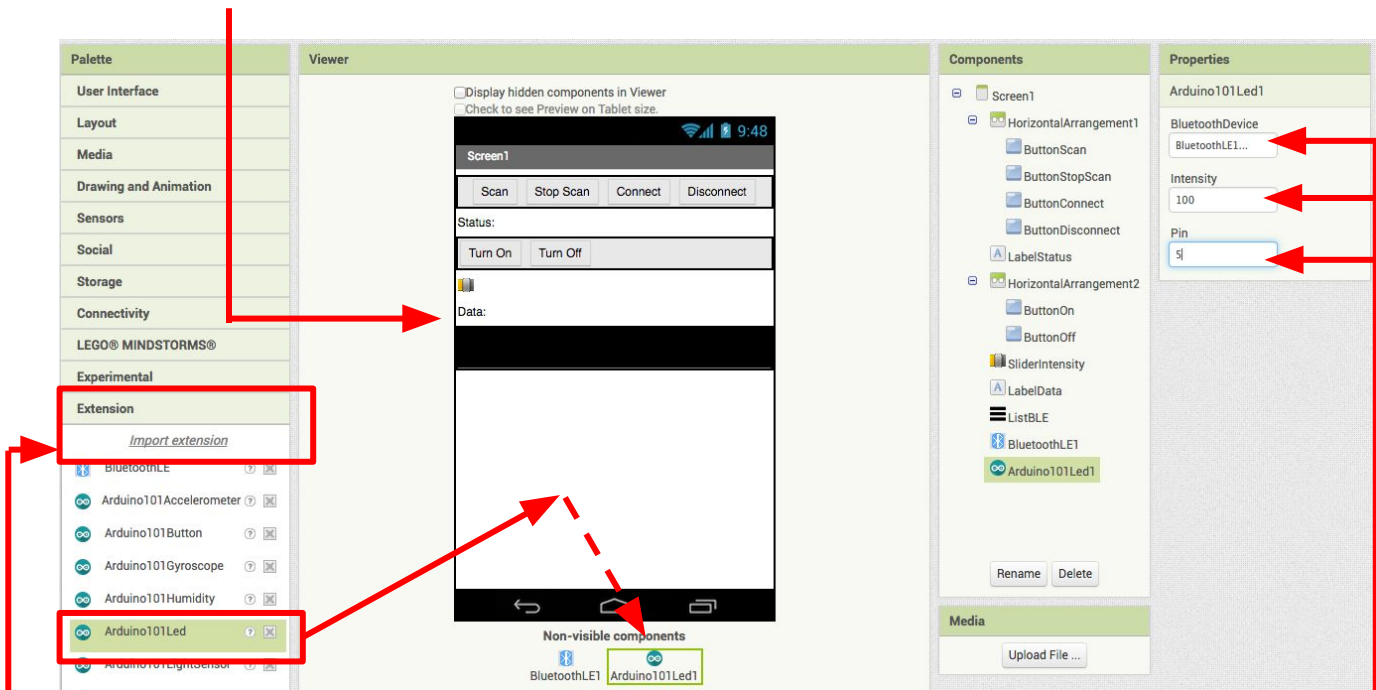 Palette
User Interface
Layout
Media
Drawing and Animation
Sensors
Social
Storage
Connectivity
LEGO® MINDSTORMS®
Experimental
Extension
Import extension
BluetoothLE
Arduino101Accelerometer
Arduino101Button
Arduino101Gyroscope
Arduino101Humidity
Arduino101Led
Arduino101LightSensor
Viewer
Display hidden components in Viewer
Check to see Preview on Tablet size.
9:48
Screen1
Scan Stop Scan Connect Disconnect
Status:
Turn On Turn Off
Data:
Non-visible components
BluetoothLE1 Arduino101Led1
Components
Screen1
HorizontalArrangement1
ButtonScan
ButtonStopScan
ButtonConnect
ButtonDisconnect
LabelStatus
HorizontalArrangement2
ButtonOn
ButtonOff
SliderIntensity
LabelData
ListBLE
BluetoothLE1
Arduino101Led1
Rename Delete
Media
Upload File ...
Properties
Arduino101Led1
BluetoothDevice
BluetoothLE1...
Intensity
100
Pin
5